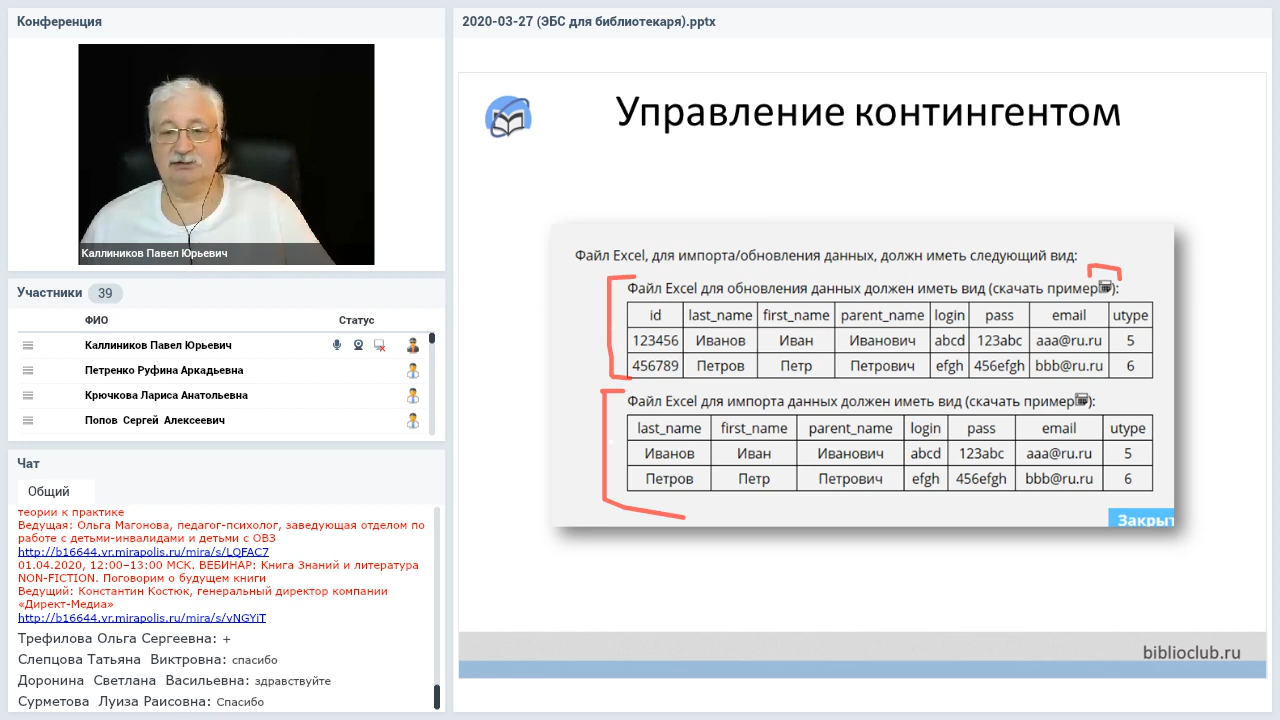 Конференция
Каллиников Павел Юрьевич
Участники 39
ФИО Статус
Каллиников Павел Юрьевич
Петренко Руфина Аркадьевна
Крючкова Лариса Анатольевна
Попов Сергей Алексеевич
Чат
Общий
теории к практике
Ведущая: Ольга Магонова, педагог-психолог, заведующая отделом по
работе с детьми-инвалидами и детьми с ОВЗ
http://b16644.vr.mirapolis.ru/mira/s/LQFAC7
01.04.2020, 12:00–13:00 МСК. ВЕБИНАР: Книга Знаний и литература
NON-FICTION. Поговорим о будущем книги
Ведущий: Константин Костюк, генеральный директор компании
«Директ-Медиа»
http://b16644.vr.mirapolis.ru/mira/s/vNGYiT
Трефилова Ольга Сергеевна: +
Слепцова Татьяна Виктровна: спасибо
Доронина Светлана Васильевна: здравствуйте
Сурметова Луиза Раисовна: Спасибо
2020-03-27 (ЭБС для библиотекаря).pptx
Управление контингентом
Файл Excel, для импорта/обновления данных, должн иметь следующий вид:
Файл Excel для обновления данных должен иметь вид (скачать пример):
id last_name first_name parent_name login pass email utype
123456 Иванов Иван Иванович abcd 123abc aaa@ru.ru 5
456789 Петров Петр Петрович efgh 456efgh bbb@ru.ru 6
Файл Excel для импорта данных должен иметь вид (скачать пример):
last_name first_name parent_name login pass email utype
Иванов Иван Иванович abcd 123abc aaa@ru.ru 5
Петров Петр Петрович efgh 456efgh bbb@ru.ru 6
Закрыт
biblioclub.ru